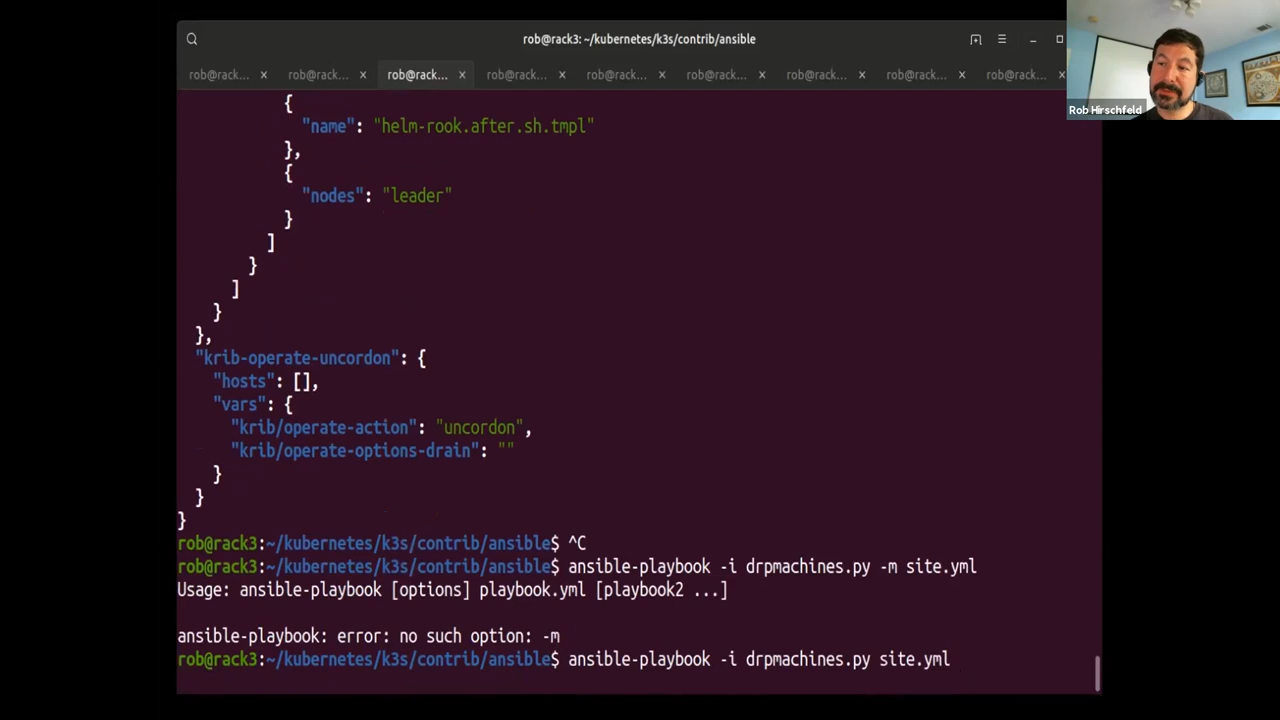 rob@rack3: ~/kubernetes/k3s/contrib/ansible
rob@rack... × rob@rack... × rob@rack... × rob@rack... × rob@rack... × rob@rack... × rob@rack... × rob@rack... × rob@rack... ×
Rob Hirschfeld
{
"name": "helm-rook.after.sh.tmpl"
},
{
"nodes": "leader"
}
]
}
]
}
},
"krib-operate-uncordon": {
"hosts": [],
"vars": {
"krib/operate-action": "uncordon",
"krib/operate-options-drain": ""
}
}
}
rob@rack3:~/kubernetes/k3s/contrib/ansible$ ^C
rob@rack3:~/kubernetes/k3s/contrib/ansible$ ansible-playbook -i drpmachines.py -m site.yml
Usage: ansible-playbook [options] playbook.yml [playbook2 ...]
ansible-playbook: error: no such option: -m
rob@rack3:~/kubernetes/k3s/contrib/ansible$ ansible-playbook -i drpmachines.py site.yml